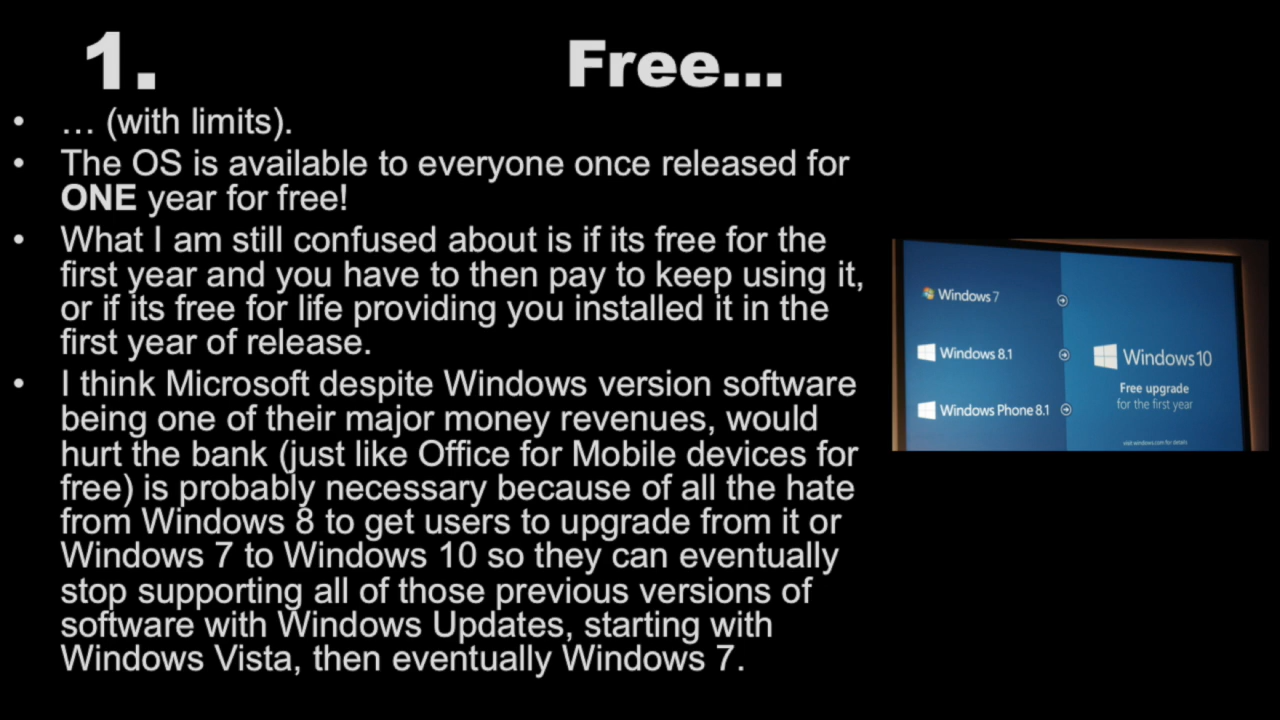 1. Free...
• ... (with limits).
• The OS is available to everyone once released for
ONE year for free!
• What I am still confused about is if its free for the
first year and you have to then pay to keep using it,
or if its free for life providing you installed it in the
first year of release.
• I think Microsoft despite Windows version software
being one of their major money revenues, would
hurt the bank (just like Office for Mobile devices for
free) is probably necessary because of all the hate
from Windows 8 to get users to upgrade from it or
Windows 7 to Windows 10 so they can eventually
stop supporting all of those previous versions of
software with Windows Updates, starting with
Windows Vista, then eventually Windows 7.
Windows 7
Windows 8.1
Windows Phone 8.1
Windows 10
Free upgrade
for the first year
visit windows.com for details